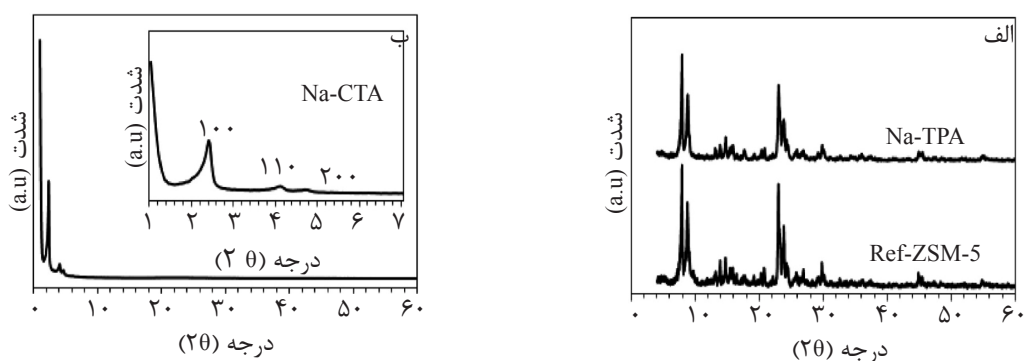 الف
شدت (a.u)
Na-TPA
Ref-ZSM-5
۰ ۱۰ ۲۰ ۳۰ ۴۰ ۵۰ ۶۰
درجه (۲θ)
ب
شدت (a.u)
شدت (a.u)
Na-CTA
۱۰۰
۱۱۰
۲۰۰
۱ ۲ ۳ ۴ ۵ ۶ ۷
درجه (۲ θ)
۰ ۱۰ ۲۰ ۳۰ ۴۰ ۵۰ ۶۰
درجه (۲θ)